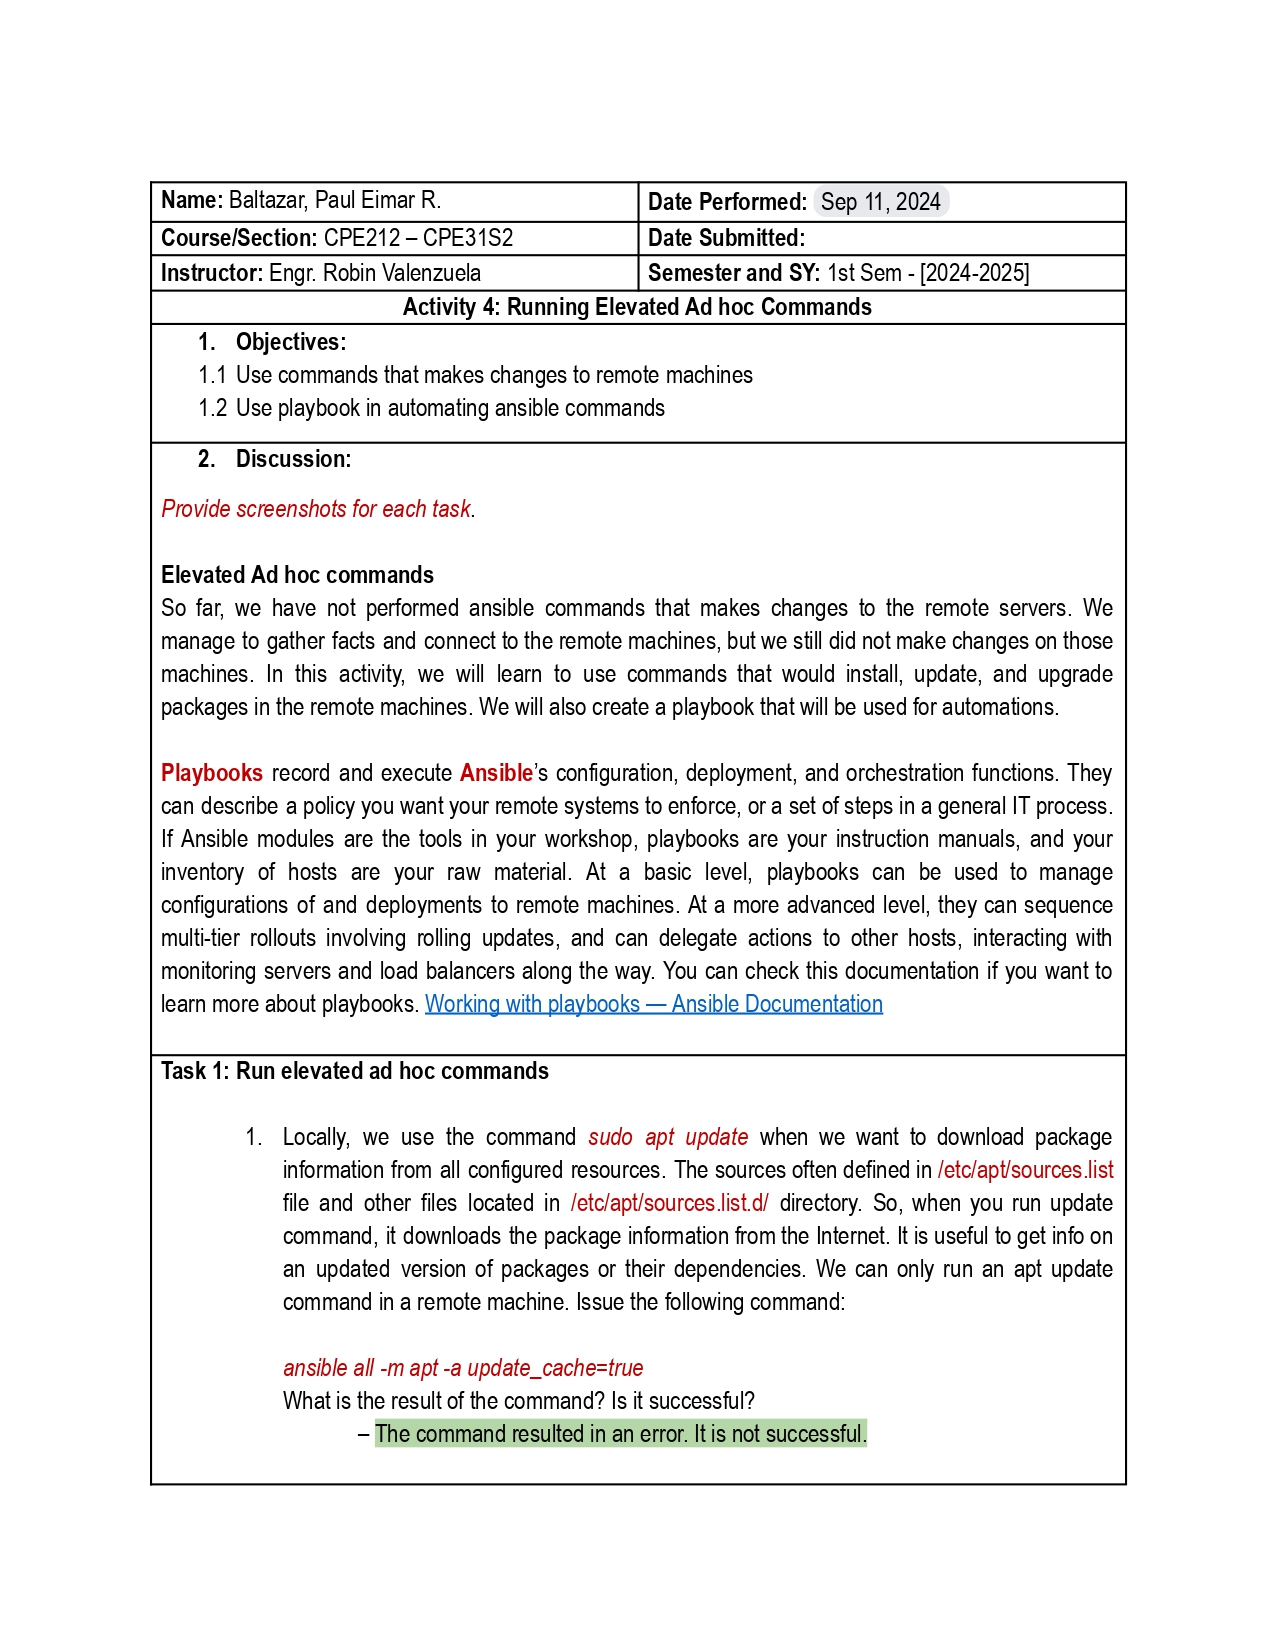 Name: Baltazar, Paul Eimar R.
Date Performed: Sep 11, 2024
Course/Section: CPE212 – CPE31S2
Date Submitted:
Instructor: Engr. Robin Valenzuela
Semester and SY: 1st Sem - [2024-2025]
Activity 4: Running Elevated Ad hoc Commands
1. Objectives:
1.1 Use commands that makes changes to remote machines
1.2 Use playbook in automating ansible commands
2. Discussion:
Provide screenshots for each task.
Elevated Ad hoc commands
So far, we have not performed ansible commands that makes changes to the remote servers. We
manage to gather facts and connect to the remote machines, but we still did not make changes on those
machines. In this activity, we will learn to use commands that would install, update, and upgrade
packages in the remote machines. We will also create a playbook that will be used for automations.
Playbooks record and execute Ansible’s configuration, deployment, and orchestration functions. They
can describe a policy you want your remote systems to enforce, or a set of steps in a general IT process.
If Ansible modules are the tools in your workshop, playbooks are your instruction manuals, and your
inventory of hosts are your raw material. At a basic level, playbooks can be used to manage
configurations of and deployments to remote machines. At a more advanced level, they can sequence
multi-tier rollouts involving rolling updates, and can delegate actions to other hosts, interacting with
monitoring servers and load balancers along the way. You can check this documentation if you want to
learn more about playbooks. Working with playbooks — Ansible Documentation
Task 1: Run elevated ad hoc commands
1. Locally, we use the command sudo apt update when we want to download package
information from all configured resources. The sources often defined in /etc/apt/sources.list
file and other files located in /etc/apt/sources.list.d/ directory. So, when you run update
command, it downloads the package information from the Internet. It is useful to get info on
an updated version of packages or their dependencies. We can only run an apt update
command in a remote machine. Issue the following command:
ansible all -m apt -a update_cache=true
What is the result of the command? Is it successful?
– The command resulted in an error. It is not successful.